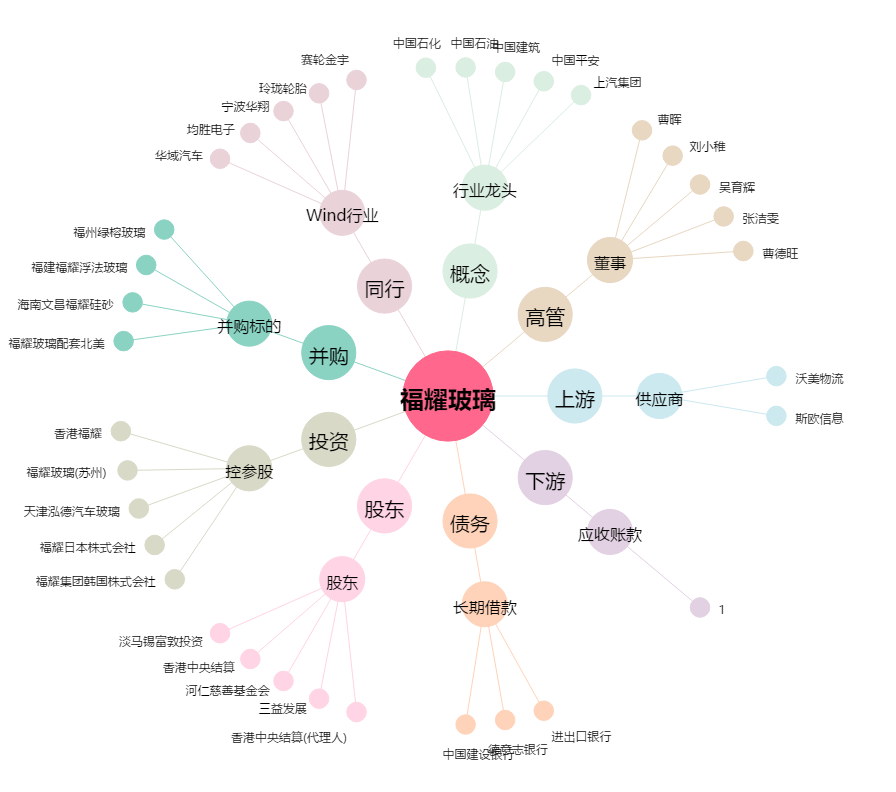 中国石化
中国石油
中国建筑
中国平安
上汽集团
赛轮金宇
玲珑轮胎
宁波华翔
均胜电子
华域汽车
曹晖
刘小稚
吴育辉
张洁雯
曹德旺
行业龙头
Wind行业
福州绿榕玻璃
福建福耀浮法玻璃
海南文昌福耀硅砂
福耀玻璃配套北美
董事
概念
同行
高管
并购标的
并购
福耀玻璃
上游
供应商
沃美物流
斯欧信息
投资
控参股
香港福耀
福耀玻璃(苏州)
天津泓德汽车玻璃
福耀日本株式会社
福耀集团韩国株式会社
下游
应收账款
1
股东
债务
股东
长期借款
淡马锡富敦投资
香港中央结算
河仁慈善基金会
三益发展
香港中央结算(代理人)
中国建设银行
德意志银行
进出口银行